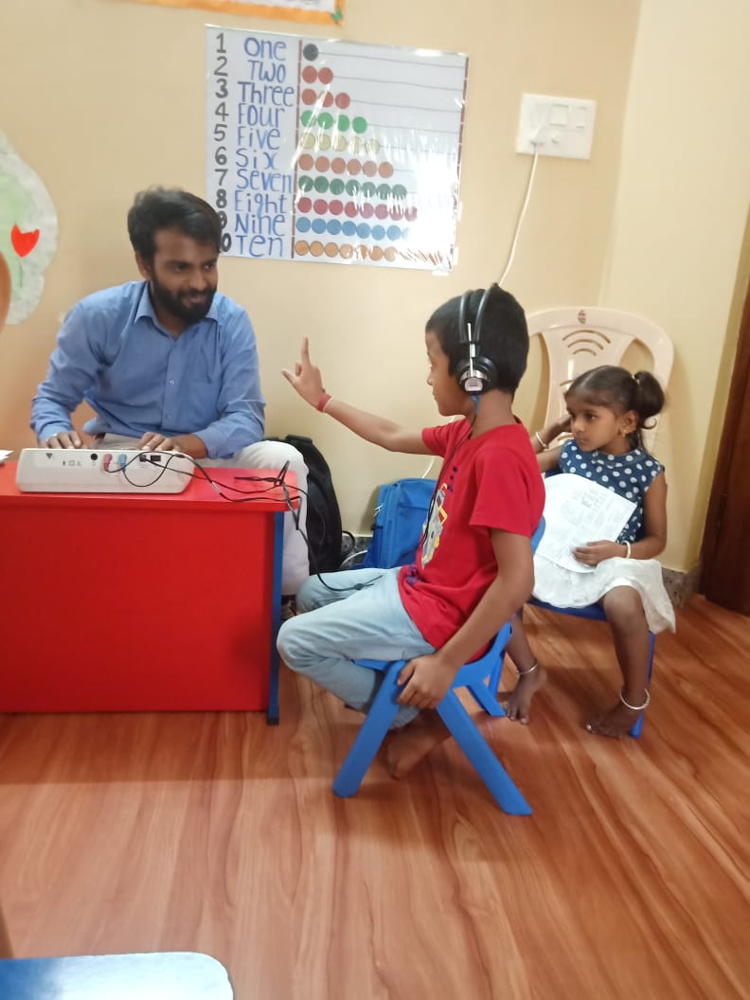 1 One
2 Two
3 Three
4 Four
5 Five
6 Six
7 Seven
8 Eight
9 Nine
0 Ten